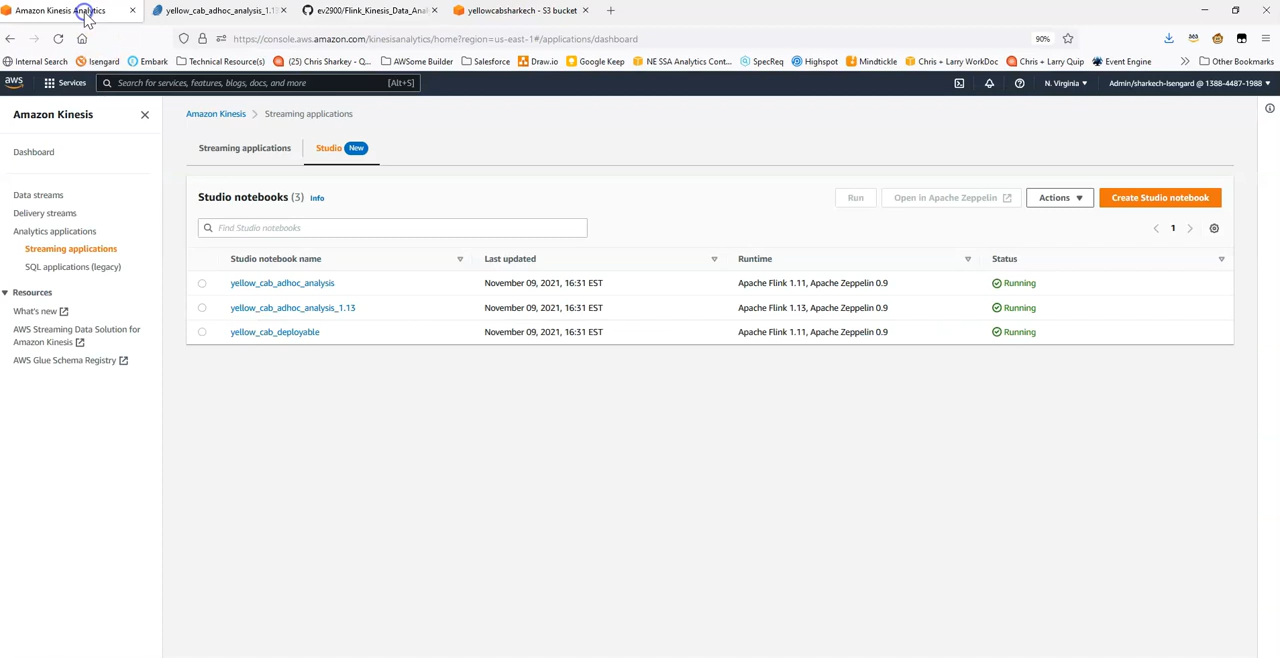 Amazon Kinesis Analytics
yellow_cab_adhoc_analysis_1.13
ev2900/Flink_Kinesis_Data_Ana
yellowcabsharkech - S3 bucket
https://console.aws.amazon.com/kinesisanalytics/home?region=us-east-1#/applications/dashboard
90%
Internal Search
Isengard
Embark
Technical Resource(s)
(25) Chris Sharkey - Q...
AWSome Builder
Salesforce
Draw.io
Google Keep
NE SSA Analytics Cont...
SpecReq
Highspot
Mindtickle
Chris + Larry WorkDoc
Chris + Larry Quip
Event Engine
Other Bookmarks
aws
Services
Search for services, features, blogs, docs, and more
[Alt+S]
N. Virginia
Admin/sharkech-Isengard @ 1388-4487-1988
Amazon Kinesis
Dashboard
Data streams
Delivery streams
Analytics applications
Streaming applications
SQL applications (legacy)
Resources
What's new
AWS Streaming Data Solution for
Amazon Kinesis
AWS Glue Schema Registry
Amazon Kinesis
Streaming applications
Streaming applications
Studio New
Studio notebooks (3) Info
Run
Open in Apache Zeppelin
Actions
Create Studio notebook
Find Studio notebooks
1
Studio notebook name
Last updated
Runtime
Status
yellow_cab_adhoc_analysis
November 09, 2021, 16:31 EST
Apache Flink 1.11, Apache Zeppelin 0.9
Running
yellow_cab_adhoc_analysis_1.13
November 09, 2021, 16:31 EST
Apache Flink 1.13, Apache Zeppelin 0.9
Running
yellow_cab_deployable
November 09, 2021, 16:31 EST
Apache Flink 1.11, Apache Zeppelin 0.9
Running